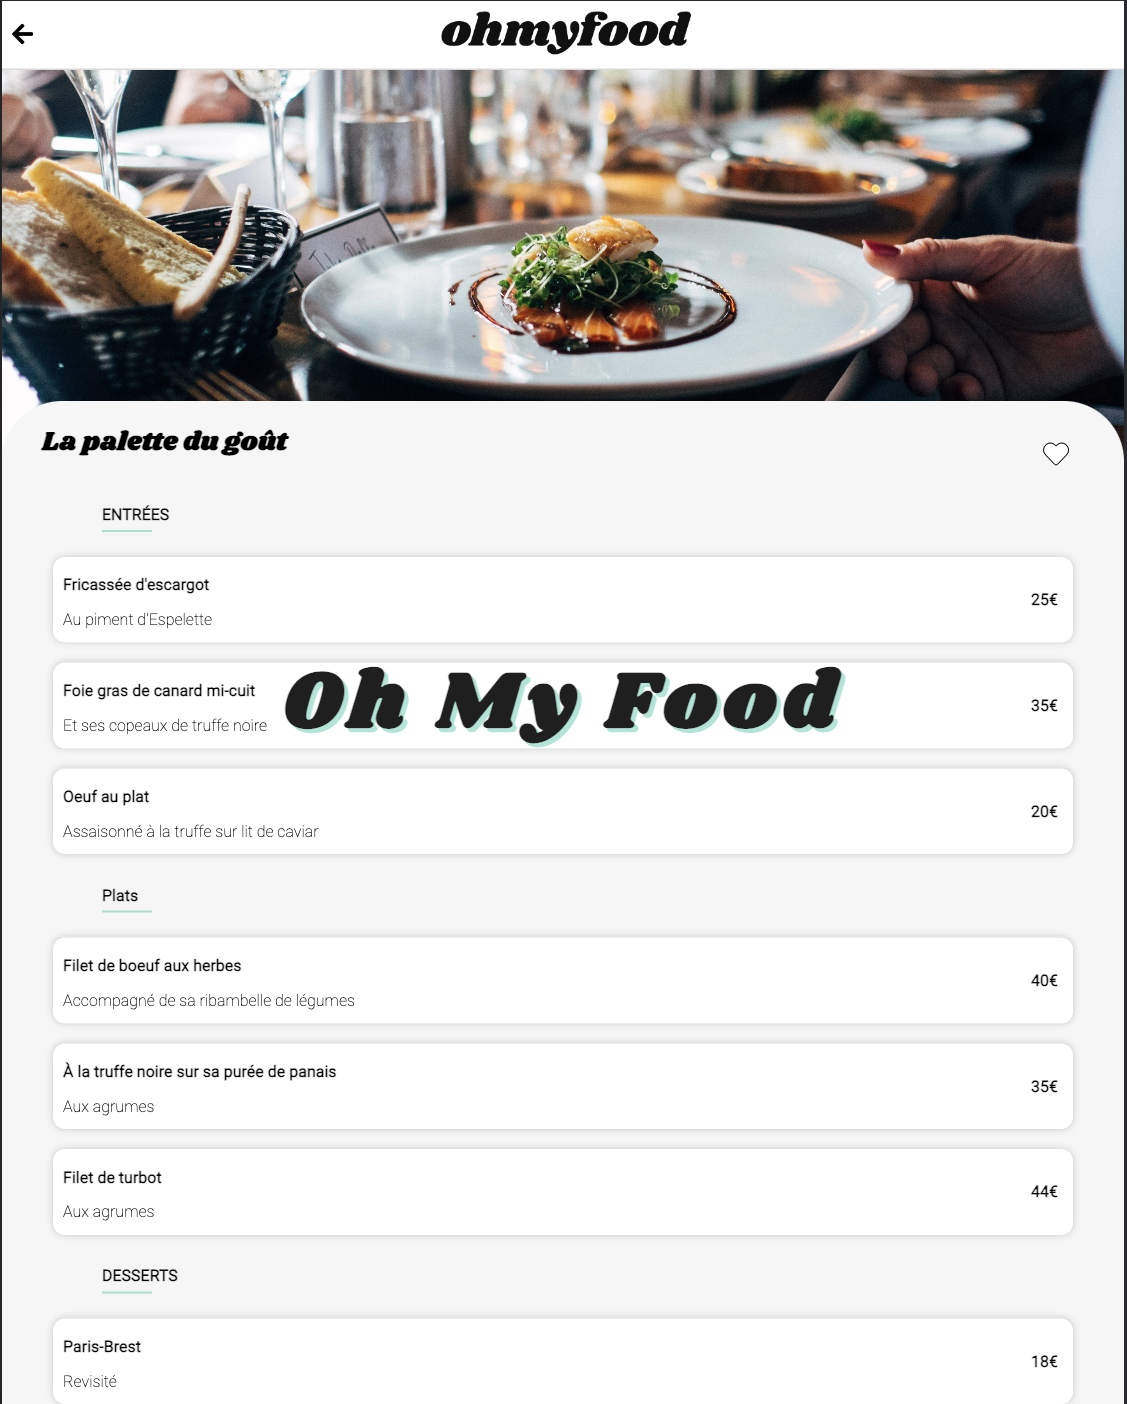 ohmyfood
La palette du goût
ENTRÉES
Fricassée d'escargot
Au piment d'Espelette
25€
Foie gras de canard mi-cuit
Et ses copeaux de truffe noire
Oh My Food
35€
Oeuf au plat
Assaisonné à la truffe sur lit de caviar
20€
Plats
Filet de boeuf aux herbes
Accompagné de sa ribambelle de légumes
40€
À la truffe noire sur sa purée de panais
Aux agrumes
35€
Filet de turbot
Aux agrumes
44€
DESSERTS
Paris-Brest
Revisité
18€